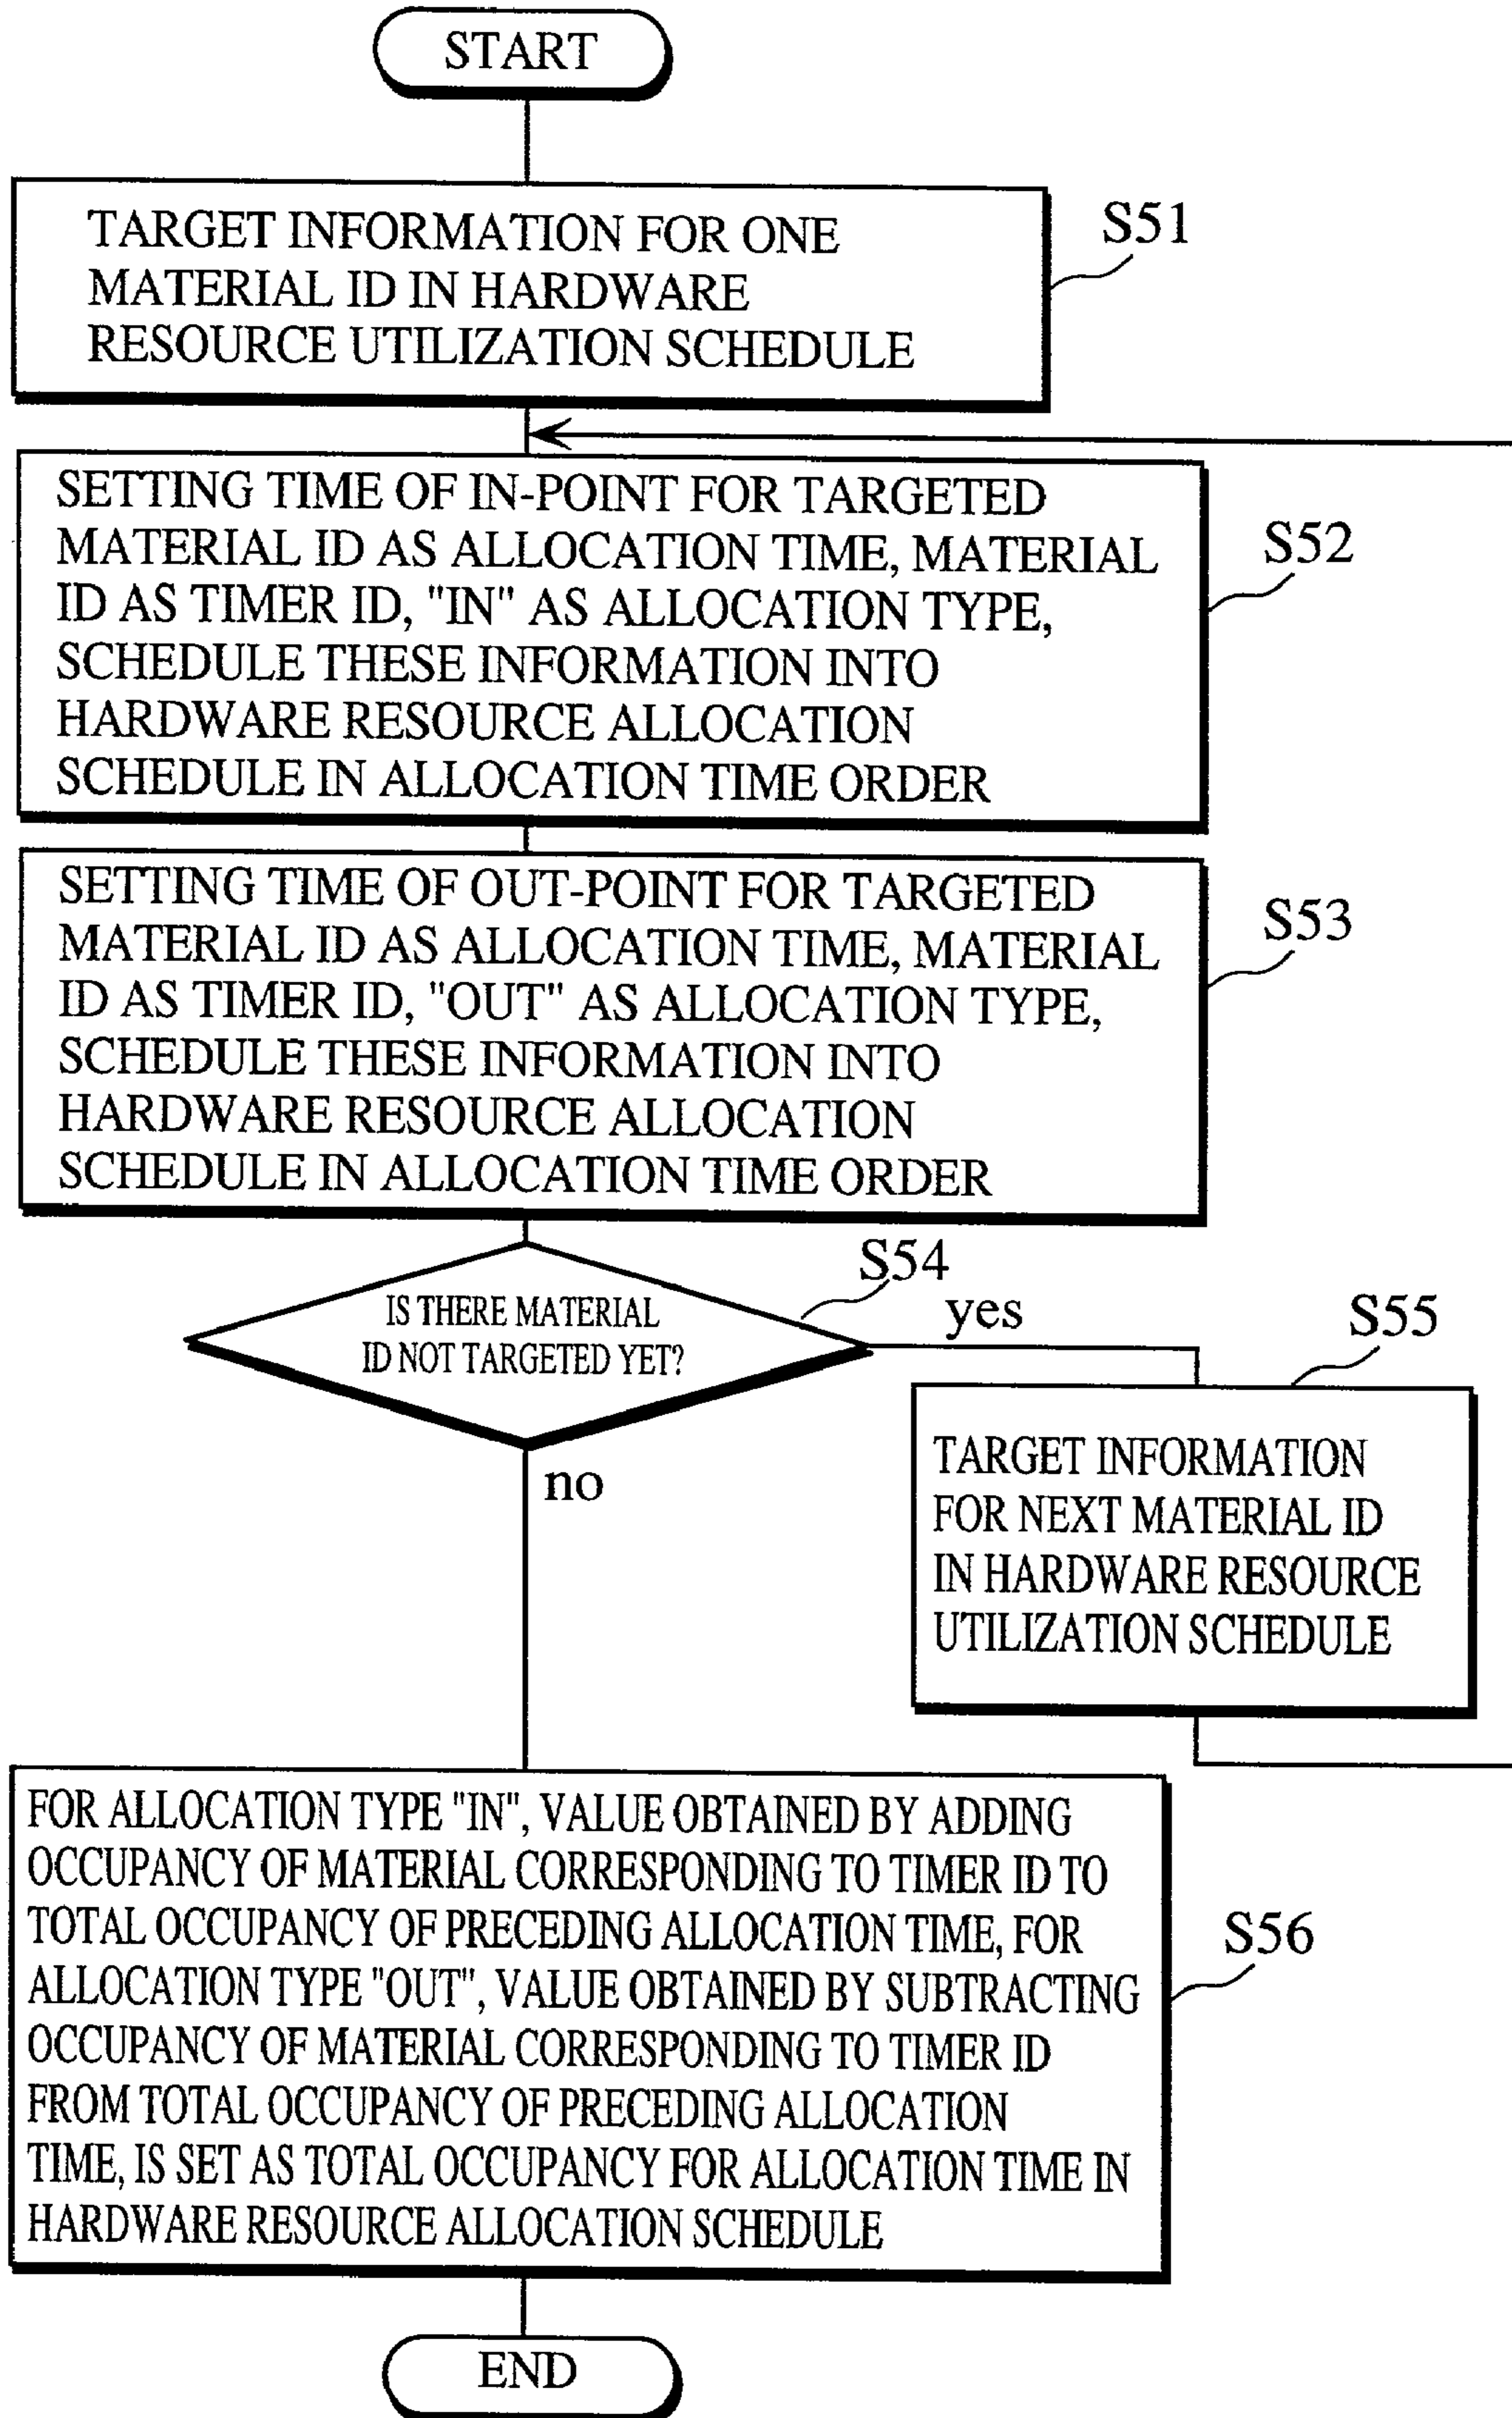 START
TARGET INFORMATION FOR ONE
MATERIAL ID IN HARDWARE
RESOURCE UTILIZATION SCHEDULE
S51
SETTING TIME OF IN-POINT FOR TARGETED
MATERIAL ID AS ALLOCATION TIME, MATERIAL
ID AS TIMER ID, "IN" AS ALLOCATION TYPE,
SCHEDULE THESE INFORMATION INTO
HARDWARE RESOURCE ALLOCATION
SCHEDULE IN ALLOCATION TIME ORDER
S52
SETTING TIME OF OUT-POINT FOR TARGETED
MATERIAL ID AS ALLOCATION TIME, MATERIAL
ID AS TIMER ID, "OUT" AS ALLOCATION TYPE,
SCHEDULE THESE INFORMATION INTO
HARDWARE RESOURCE ALLOCATION
SCHEDULE IN ALLOCATION TIME ORDER
S53
IS THERE MATERIAL
ID NOT TARGETED YET?
S54
yes
no
S55
TARGET INFORMATION
FOR NEXT MATERIAL ID
IN HARDWARE RESOURCE
UTILIZATION SCHEDULE
FOR ALLOCATION TYPE "IN", VALUE OBTAINED BY ADDING
OCCUPANCY OF MATERIAL CORRESPONDING TO TIMER ID TO
TOTAL OCCUPANCY OF PRECEDING ALLOCATION TIME, FOR
ALLOCATION TYPE "OUT", VALUE OBTAINED BY SUBTRACTING
OCCUPANCY OF MATERIAL CORRESPONDING TO TIMER ID
FROM TOTAL OCCUPANCY OF PRECEDING ALLOCATION
TIME, IS SET AS TOTAL OCCUPANCY FOR ALLOCATION TIME IN
HARDWARE RESOURCE ALLOCATION SCHEDULE
S56
END